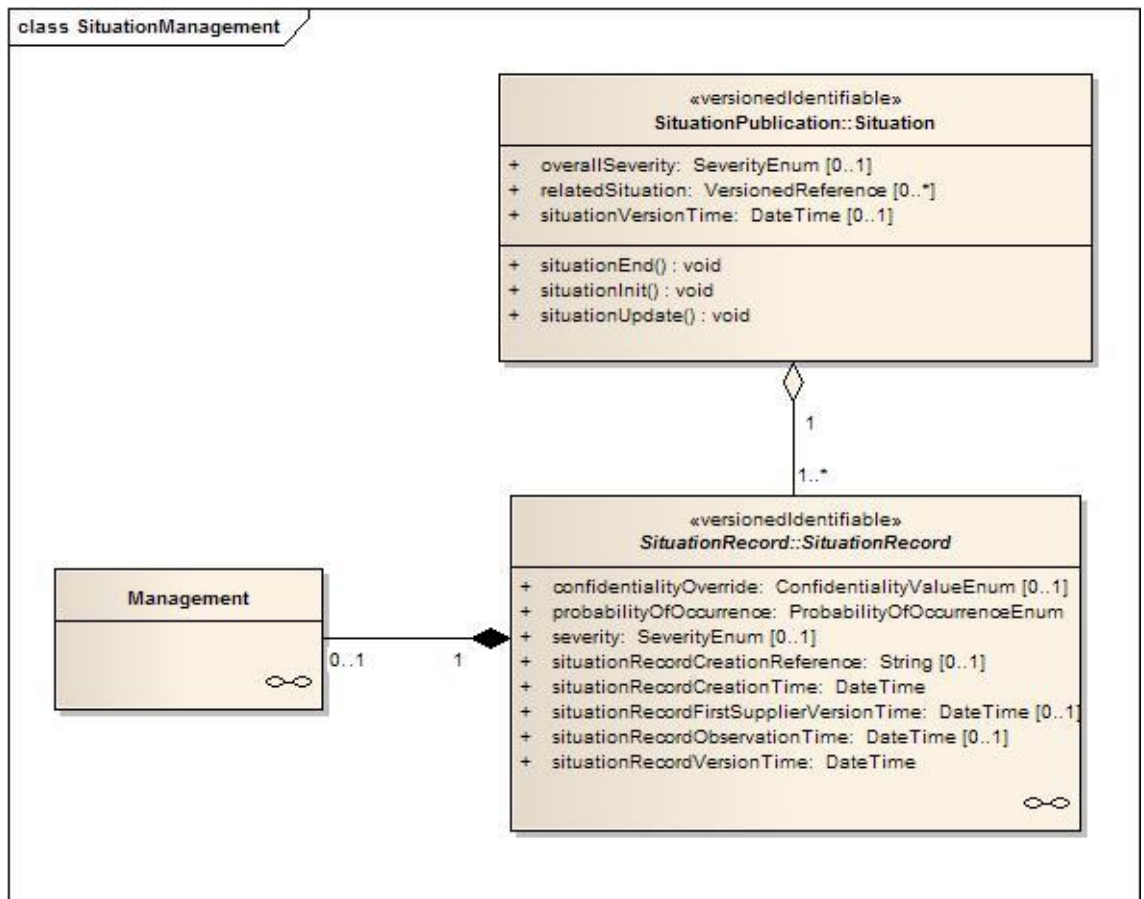 class SituationManagement
«versionedIdentifiable»
SituationPublication::Situation
+ overallSeverity: SeverityEnum [0..1]
+ relatedSituation: VersionedReference [0..*]
+ situationVersionTime: DateTime [0..1]
+ situationEnd() : void
+ situationInit() : void
+ situationUpdate() : void
1
1..*
«versionedIdentifiable»
SituationRecord::SituationRecord
+ confidentialityOverride: ConfidentialityValueEnum [0..1]
+ probabilityOfOccurrence: ProbabilityOfOccurrenceEnum
+ severity: SeverityEnum [0..1]
+ situationRecordCreationReference: String [0..1]
+ situationRecordCreationTime: DateTime
+ situationRecordFirstSupplierVersionTime: DateTime [0..1]
+ situationRecordObservationTime: DateTime [0..1]
+ situationRecordVersionTime: DateTime
Management
0..1
1